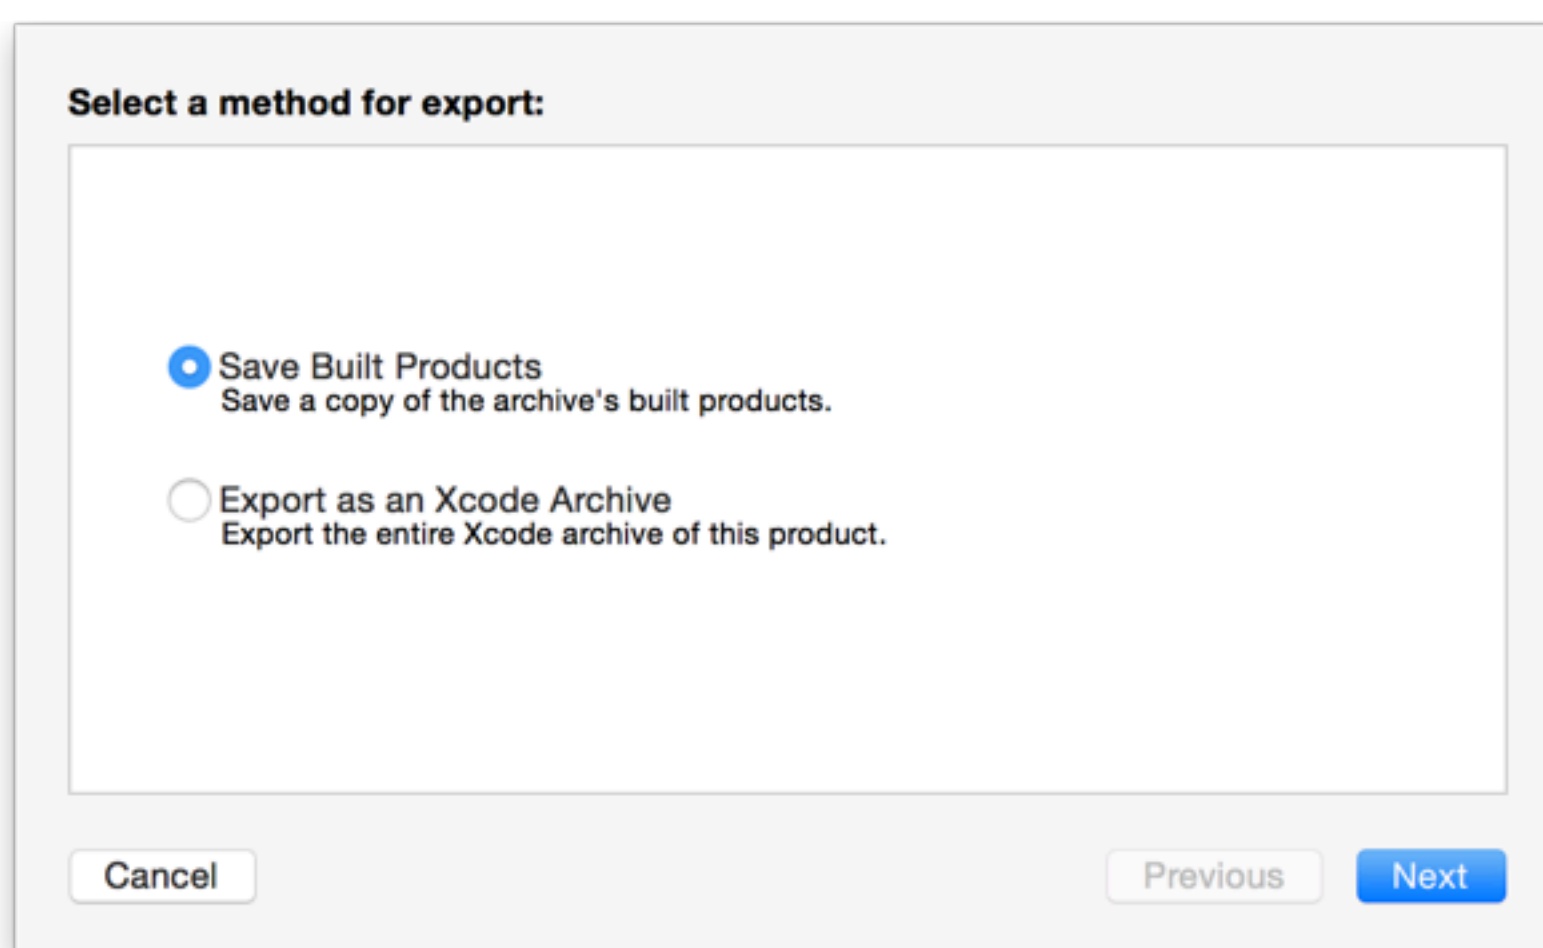 Select a method for export:
Save Built Products
Save a copy of the archive's built products.
Export as an Xcode Archive
Export the entire Xcode archive of this product.
Cancel
Previous
Next